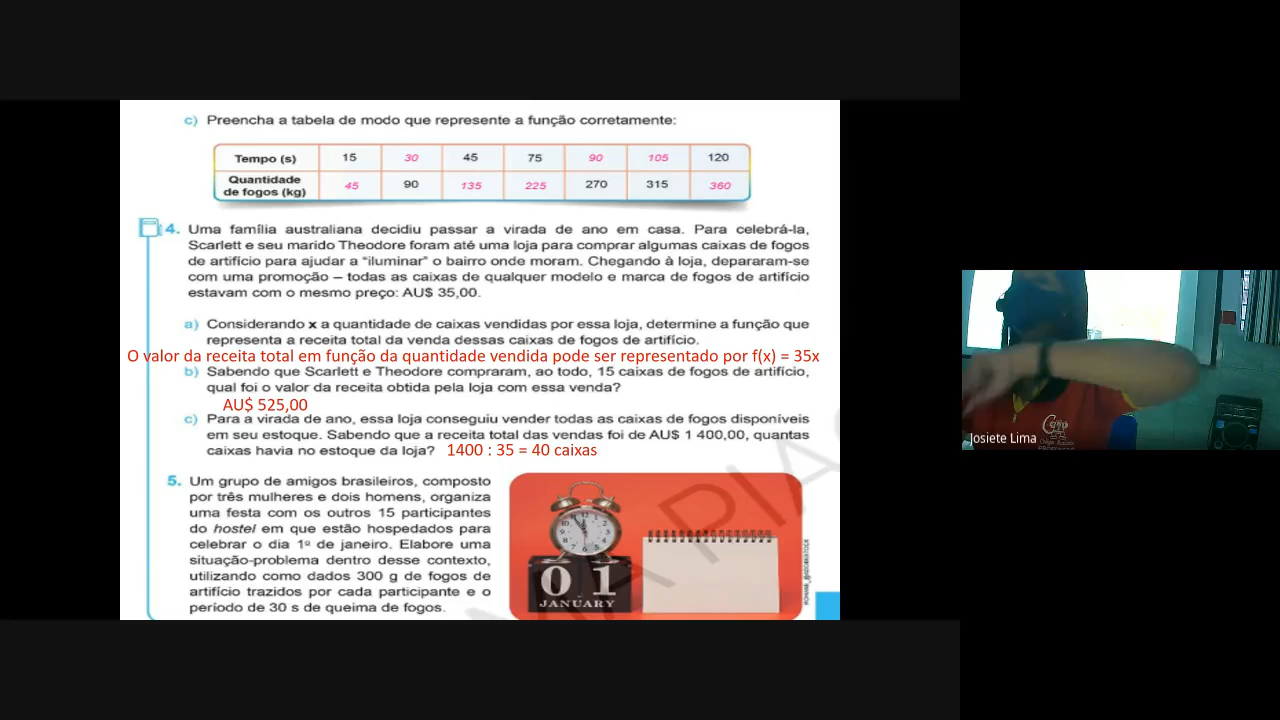 c) Preencha a tabela de modo que represente a função corretamente:
Tempo (s) 15 30 45 75 90 105 120
Quantidade de fogos (kg) 45 90 135 225 270 315 360
4. Uma família australiana decidiu passar a virada de ano em casa. Para celebrá-la,
Scarlett e seu marido Theodore foram até uma loja para comprar algumas caixas de fogos
de artifício para ajudar a “iluminar” o bairro onde moram. Chegando à loja, depararam-se
com uma promoção – todas as caixas de qualquer modelo e marca de fogos de artifício
estavam com o mesmo preço: AU$ 35,00.
a) Considerando x a quantidade de caixas vendidas por essa loja, determine a função que
representa a receita total da venda dessas caixas de fogos de artifício.
O valor da receita total em função da quantidade vendida pode ser representado por f(x) = 35x
b) Sabendo que Scarlett e Theodore compraram, ao todo, 15 caixas de fogos de artifício,
qual foi o valor da receita obtida pela loja com essa venda?
AU$ 525,00
c) Para a virada de ano, essa loja conseguiu vender todas as caixas de fogos disponíveis
em seu estoque. Sabendo que a receita total das vendas foi de AU$ 1 400,00, quantas
caixas havia no estoque da loja? 1400 : 35 = 40 caixas
5. Um grupo de amigos brasileiros, composto
por três mulheres e dois homens, organiza
uma festa com os outros 15 participantes
do hostel em que estão hospedados para
celebrar o dia 1º de janeiro. Elabore uma
situação-problema dentro desse contexto,
utilizando como dados 300 g de fogos de
artifício trazidos por cada participante e o
período de 30 s de queima de fogos.
01
JANUARY
Josiete Lima